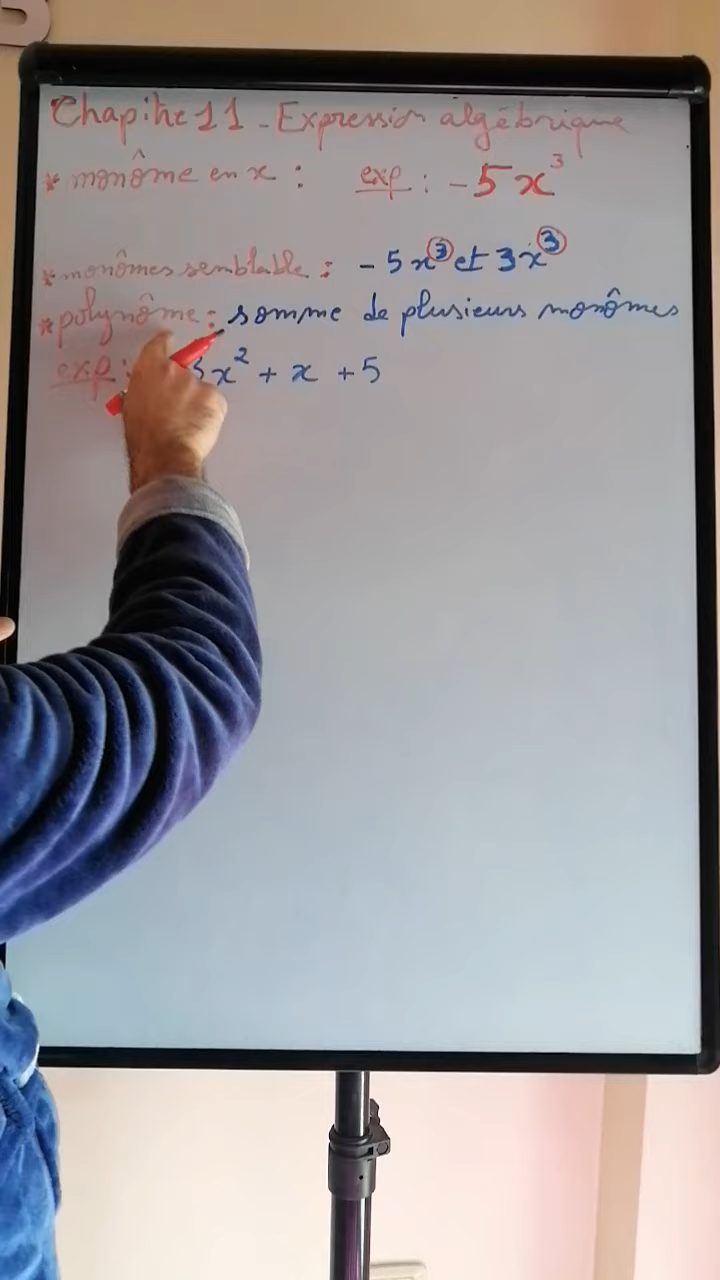 Chapitre 11 - Expression algébrique
* monôme en x : exp : -5x³
* monômes semblable : -5x³ et 3x³
* polynôme : somme de plusieurs monômes
exp : x² + x + 5